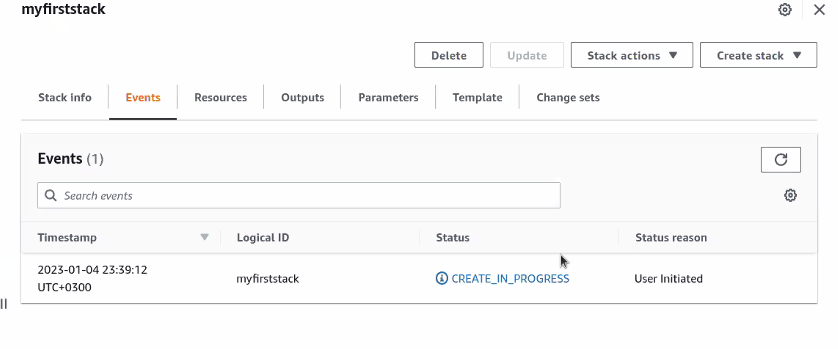 myfirststack
Delete Update Stack actions Create stack
Stack info Events Resources Outputs Parameters Template Change sets
Events (1)
Search events
Timestamp Logical ID Status Status reason
2023-01-04 23:39:12
UTC+0300
myfirststack CREATE_IN_PROGRESS User Initiated